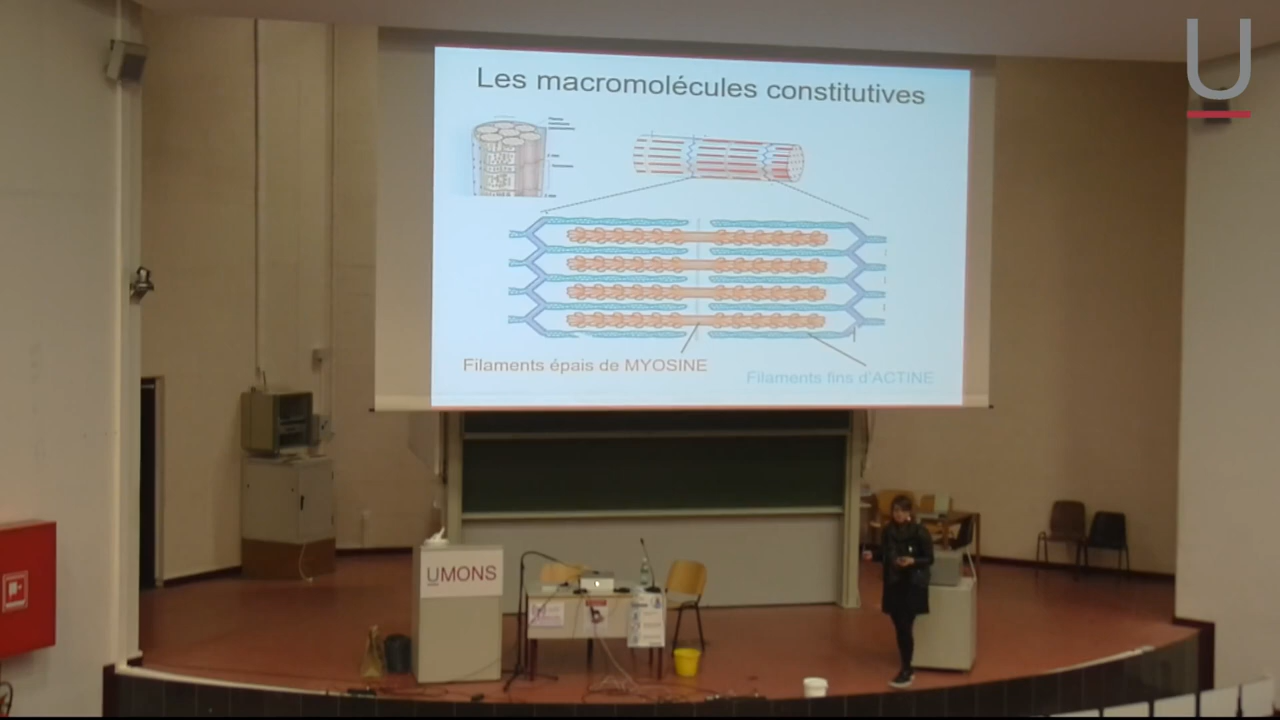 U
Les macromolécules constitutives
Filaments épais de MYOSINE
Filaments fins d'ACTINE
UMONS